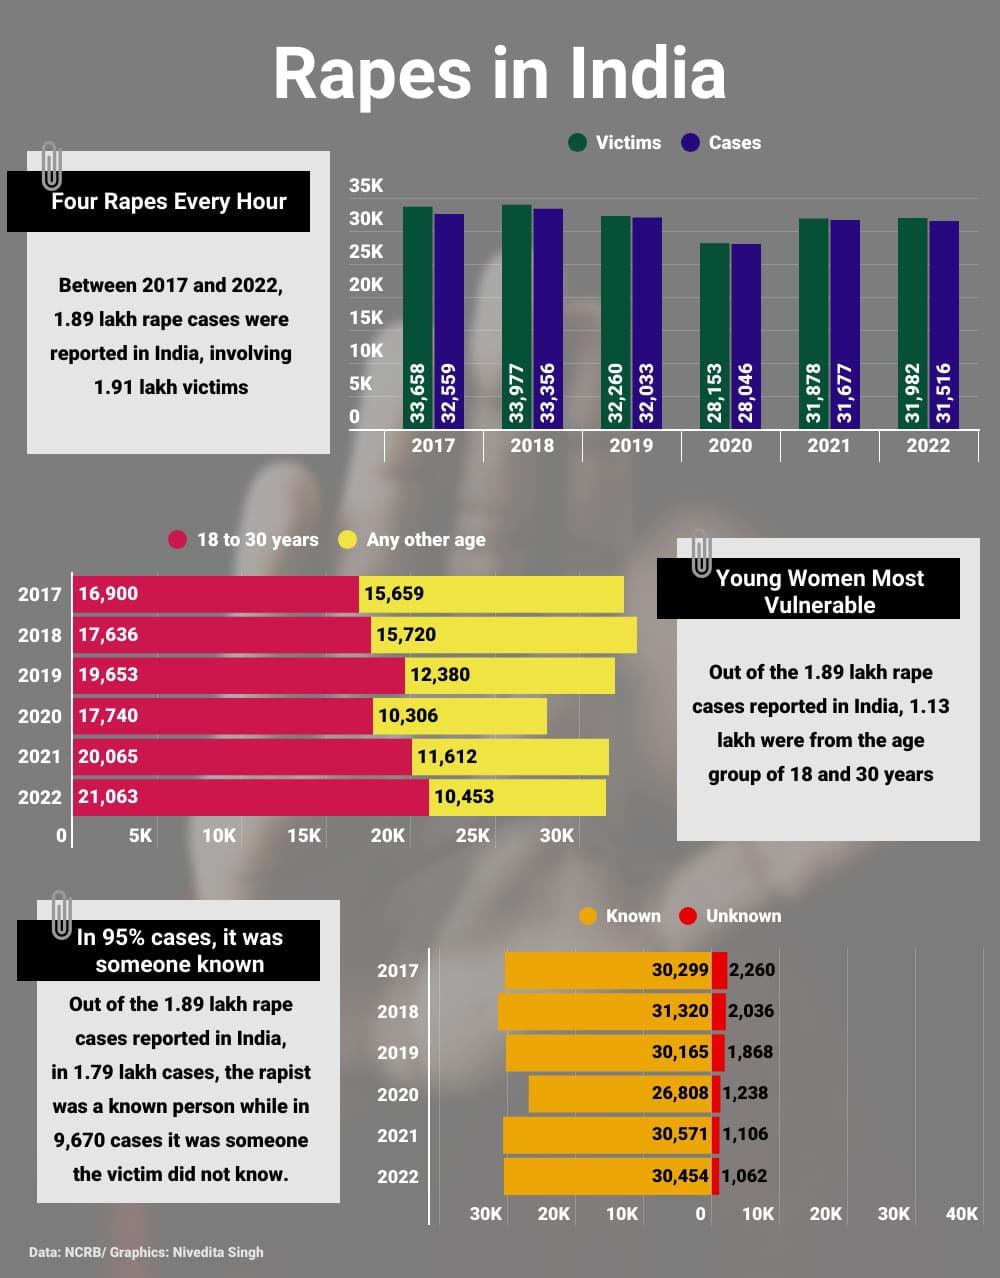 Rapes in India
Victims Cases
Four Rapes Every Hour
Between 2017 and 2022,
1.89 lakh rape cases were
reported in India, involving
1.91 lakh victims
35K
30K
25K
20K
15K
10K
5K
0
33,658 32,559 33,977 33,356 32,260 32,033 28,153 28,046 31,878 31,677 31,982 31,516
2017 2018 2019 2020 2021 2022
18 to 30 years Any other age
2017 16,900 15,659
2018 17,636 15,720
2019 19,653 12,380
2020 17,740 10,306
2021 20,065 11,612
2022 21,063 10,453
0 5K 10K 15K 20K 25K 30K
Young Women Most
Vulnerable
Out of the 1.89 lakh rape
cases reported in India, 1.13
lakh were from the age
group of 18 and 30 years
In 95% cases, it was
someone known
Out of the 1.89 lakh rape
cases reported in India,
in 1.79 lakh cases, the rapist
was a known person while in
9,670 cases it was someone
the victim did not know.
Known Unknown
2017 30,299 2,260
2018 31,320 2,036
2019 30,165 1,868
2020 26,808 1,238
2021 30,571 1,106
2022 30,454 1,062
30K 20K 10K 0 10K 20K 30K 40K
Data: NCRB/ Graphics: Nivedita Singh